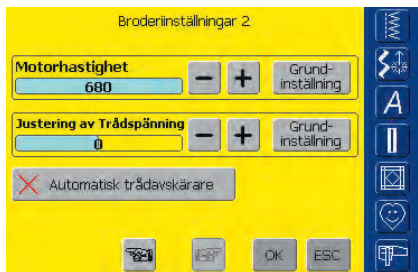 Broderiinställningar 2
Motorhastighet
680
− +
Grund-
inställning
Justering av Trådspänning
0
− +
Grund-
inställning
Automatisk trådavskärare
OK ESC
A